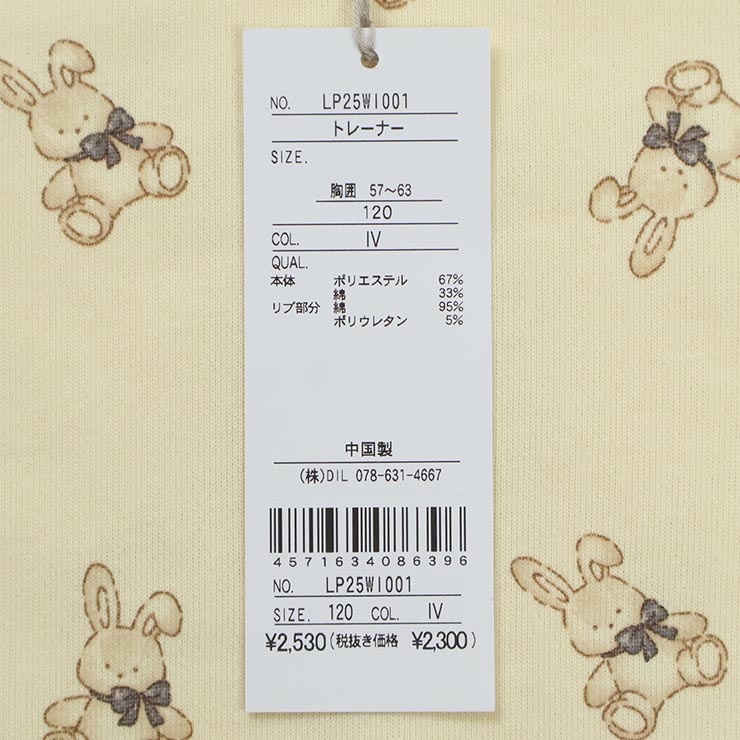 NO. LP25WI001
トレーナー
SIZE.
胸囲 57～63
120
COL. IV
QUAL.
本体 ポリエステル 67%
綿 33%
リブ部分 綿 95%
ポリウレタン 5%
中国製
(株)DIL 078-631-4667
4571634086396
NO. LP25WI001
SIZE. 120 COL. IV
¥2,530(税抜き価格 ¥2,300)